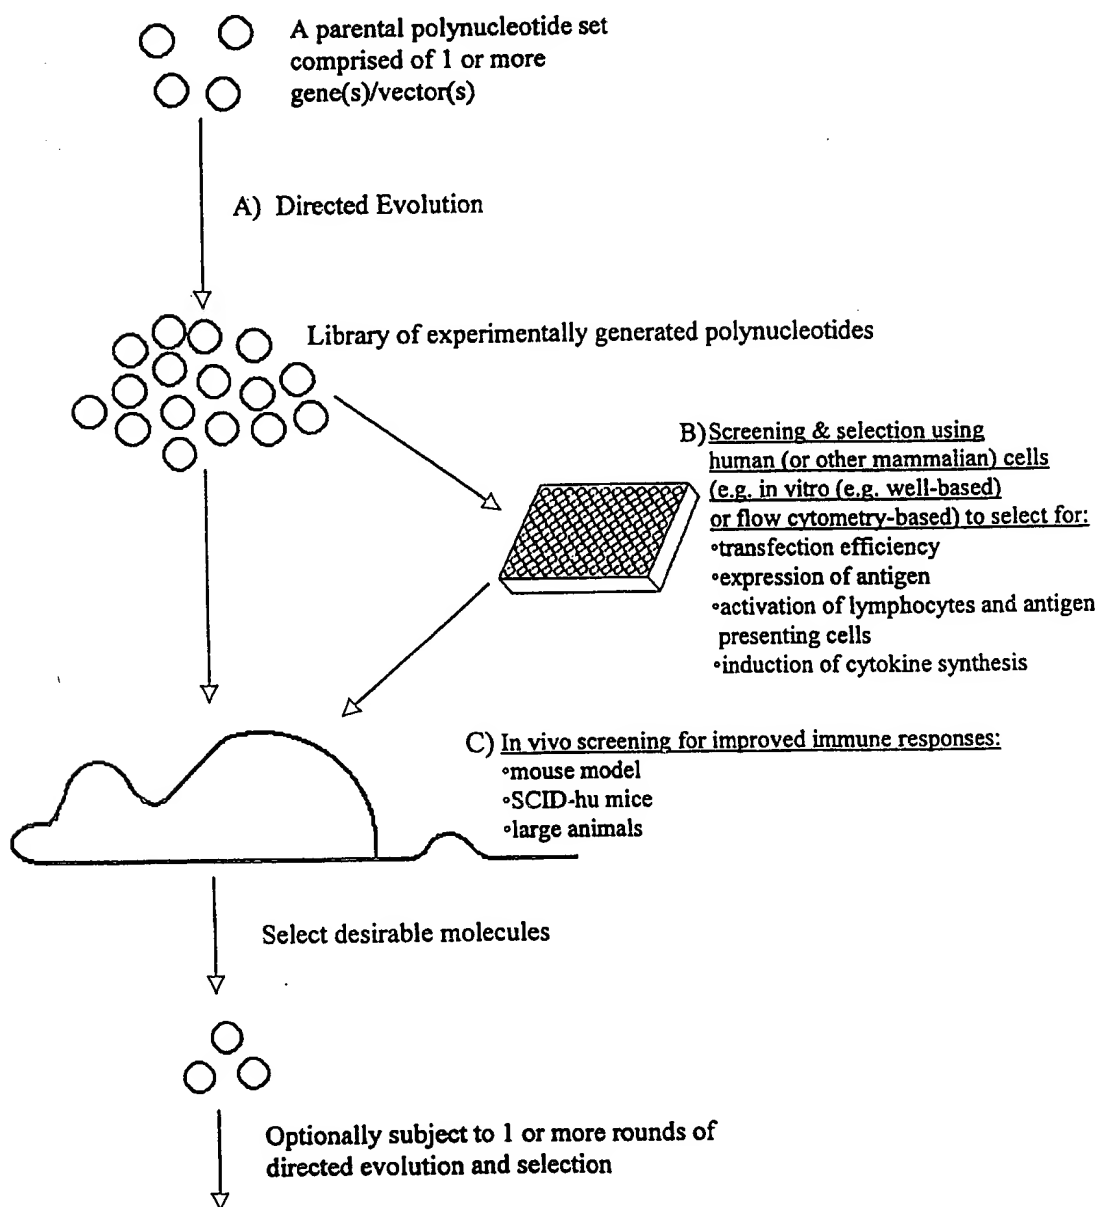 A parental polynucleotide set
comprised of 1 or more
gene(s)/vector(s)
A) Directed Evolution
Library of experimentally generated polynucleotides
B) Screening & selection using
human (or other mammalian) cells
(e.g. in vitro (e.g. well-based)
or flow cytometry-based) to select for:
°transfection efficiency
°expression of antigen
°activation of lymphocytes and antigen
presenting cells
°induction of cytokine synthesis
C) In vivo screening for improved immune responses:
°mouse model
°SCID-hu mice
°large animals
Select desirable molecules
Optionally subject to 1 or more rounds of
directed evolution and selection